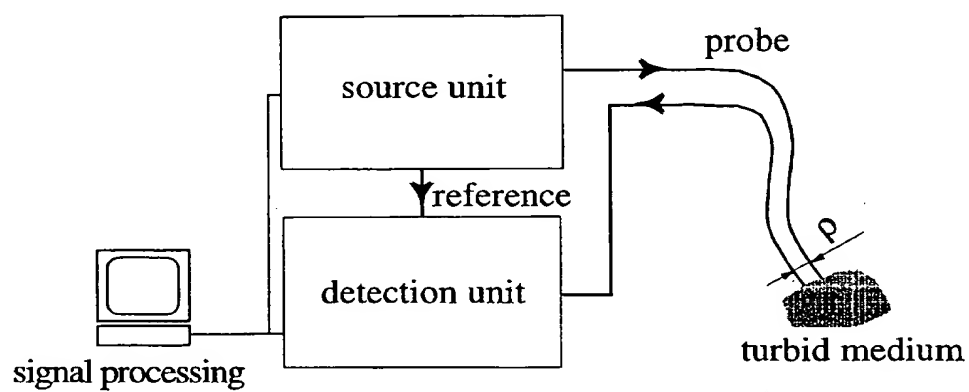 probe
source unit
reference
ρ
detection unit
turbid medium
signal processing